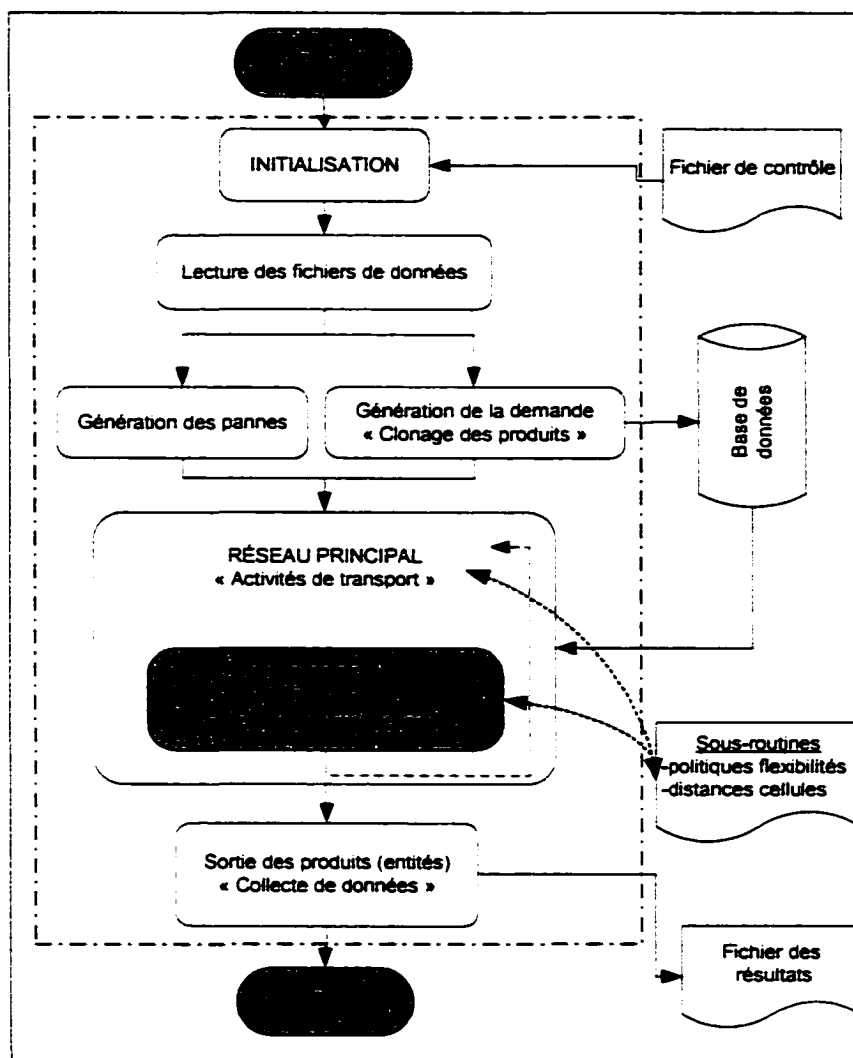 INITIALISATION
Fichier de contrôle
Lecture des fichiers de données
Génération des pannes
Génération de la demande
« Clonage des produits »
Base de
données
RÉSEAU PRINCIPAL
« Activités de transport »
Sous-routines
-politiques flexibilités
-distances cellules
Sortie des produits (entités)
« Collecte de données »
Fichier des
résultats